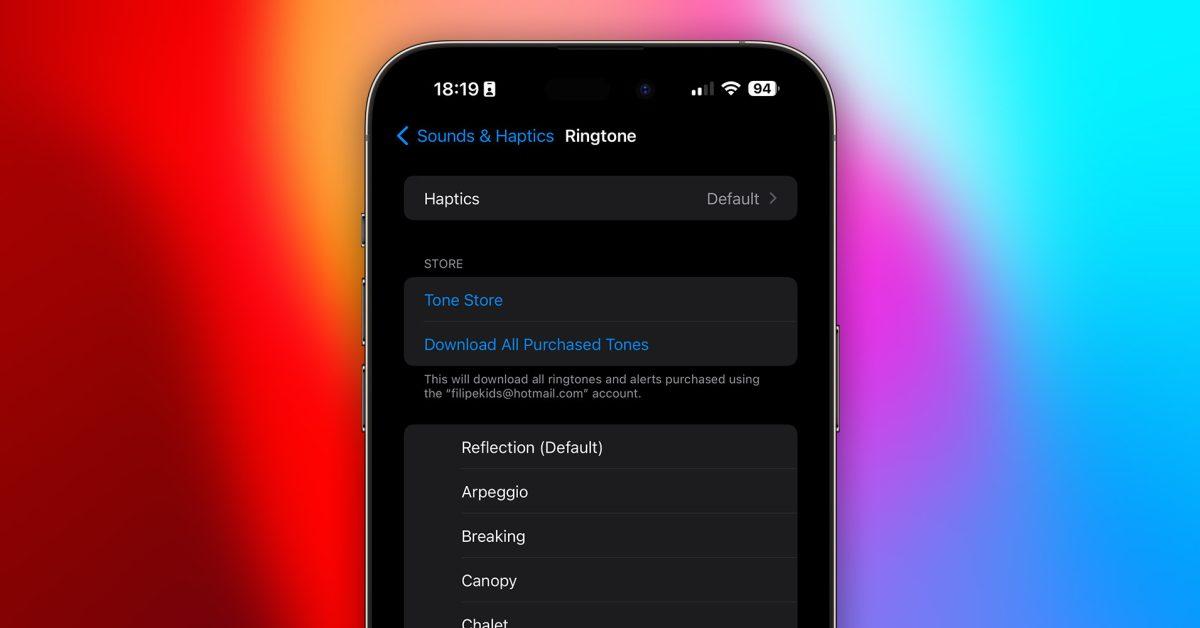 18:19
94
Sounds & Haptics Ringtone
Haptics Default
STORE
Tone Store
Download All Purchased Tones
This will download all ringtones and alerts purchased using
the “filipekids@hotmail.com” account.
Reflection (Default)
Arpeggio
Breaking
Canopy
Chalet